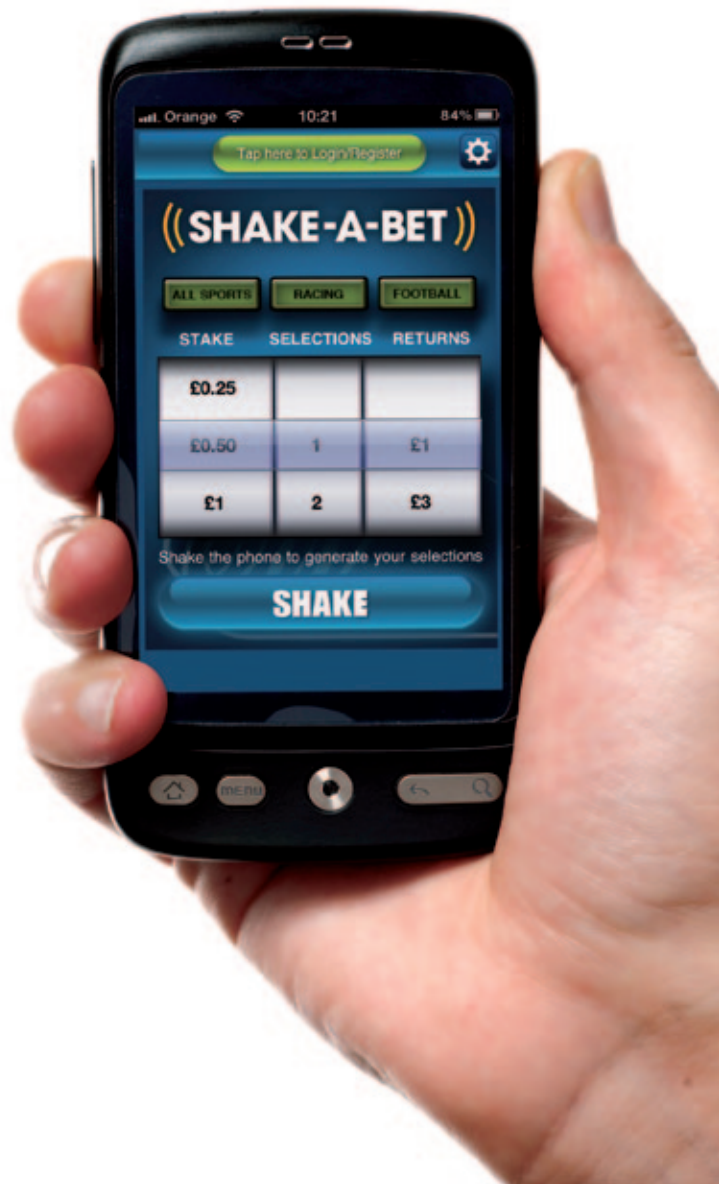 Orange 10:21 84%
Tap here to Login/Register
((SHAKE-A-BET))
ALL SPORTS RACING FOOTBALL
STAKE SELECTIONS RETURNS
£0.25
£0.50 1 £1
£1 2 £3
Shake the phone to generate your selections
SHAKE
MENU